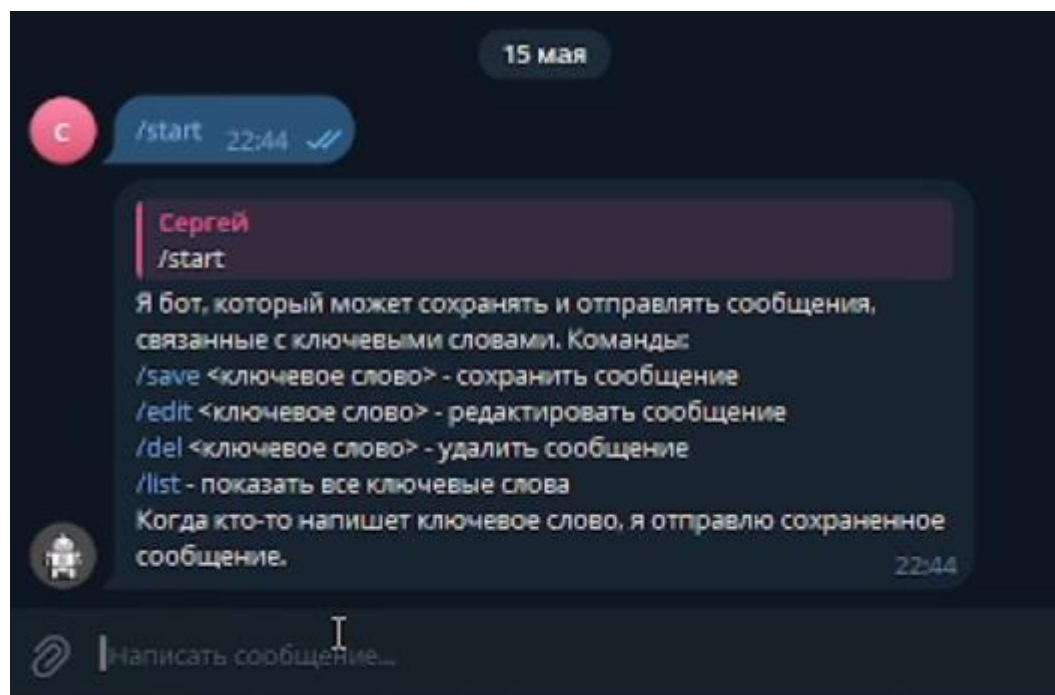 15 мая
С
/start 22:44
Сергей
/start
Я бот, который может сохранять и отправлять сообщения,
связанные с ключевыми словами. Команды:
/save <ключевое слово> - сохранить сообщение
/edit <ключевое слово> - редактировать сообщение
/del <ключевое слово> - удалить сообщение
/list - показать все ключевые слова
Когда кто-то напишет ключевое слово, я отправлю сохраненное
сообщение.
22:44
Написать сообщение...